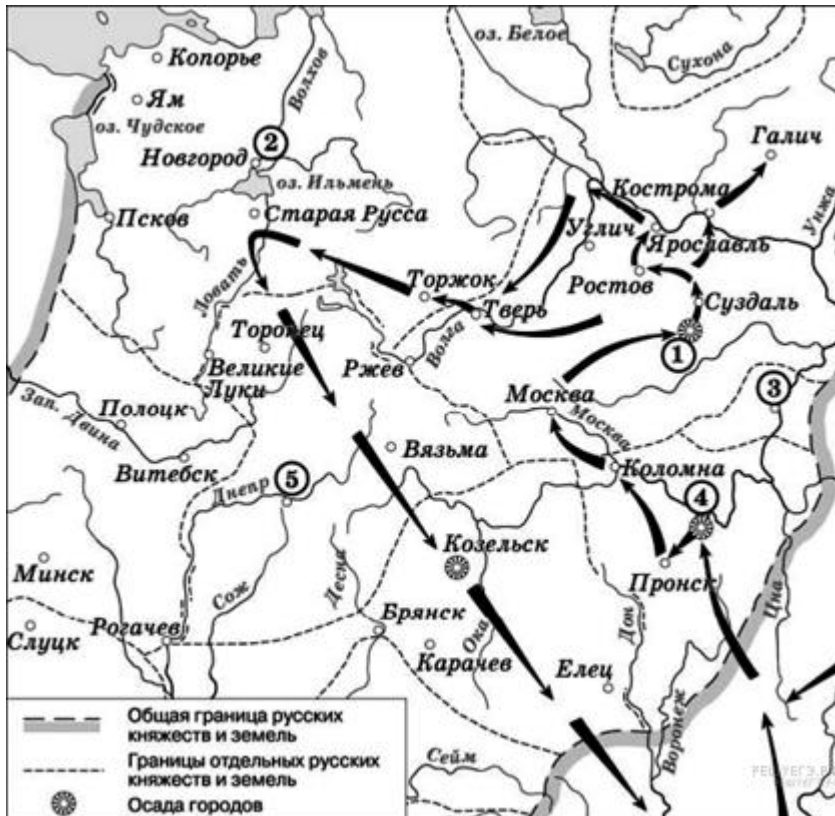 оз. Белое
Сухона
Копорье
Волхов
Ям
оз. Чудское
2
Новгород
Галич
оз. Ильмень
Кострома
Унжа
Псков
Старая Русса
Углич
Ярославль
Ловать
Торжок
Ростов
Тверь
Суздаль
Торопец
Волга
1
Великие
Луки
Ржев
Москва
3
Зап. Двина
Полоцк
Москва
Вязьма
Витебск
Коломна
5
Днепр
4
Козельск
Минск
Десна
Пронск
Цна
Сож
Слуцк
Рогачев
Брянск
Ока
Дон
Карачев
Елец
Воронеж
Сейм
Общая граница русских
княжеств и земель
Границы отдельных русских
княжеств и земель
Осада городов